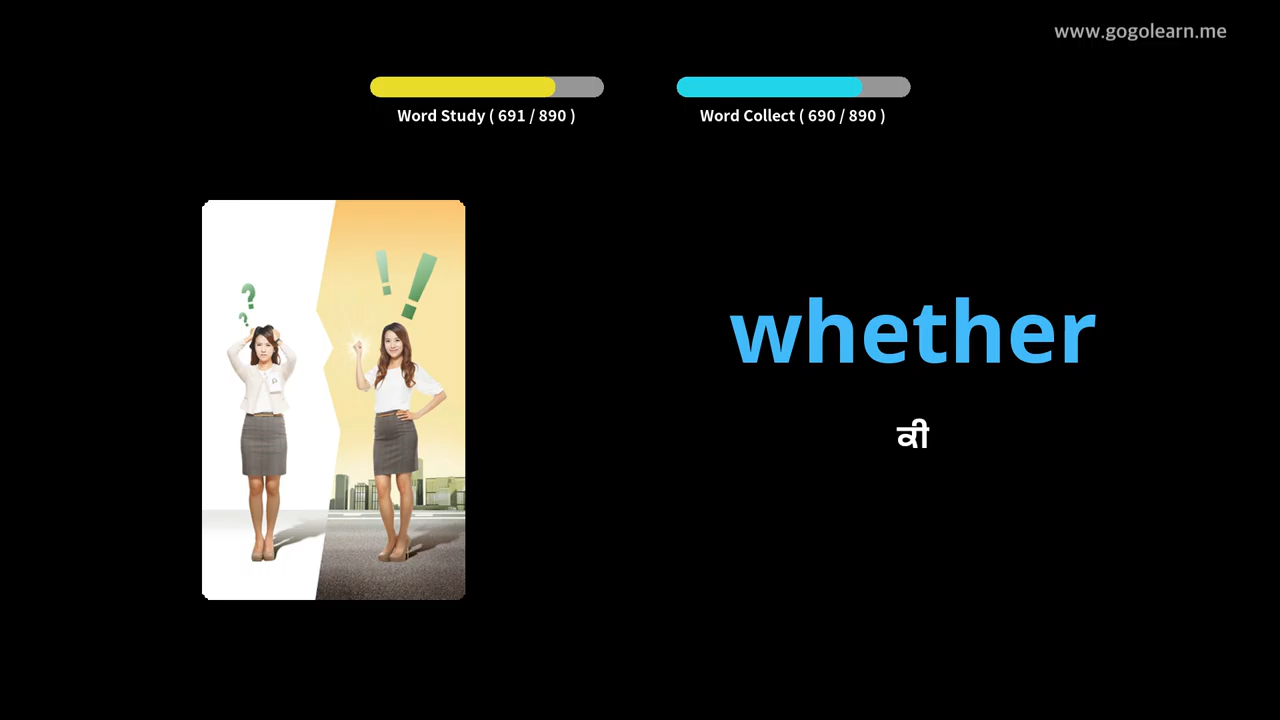 www.gogolearn.me
Word Study ( 691 / 890 )
Word Collect ( 690 / 890 )
? !!
?
whether
ਕੀ